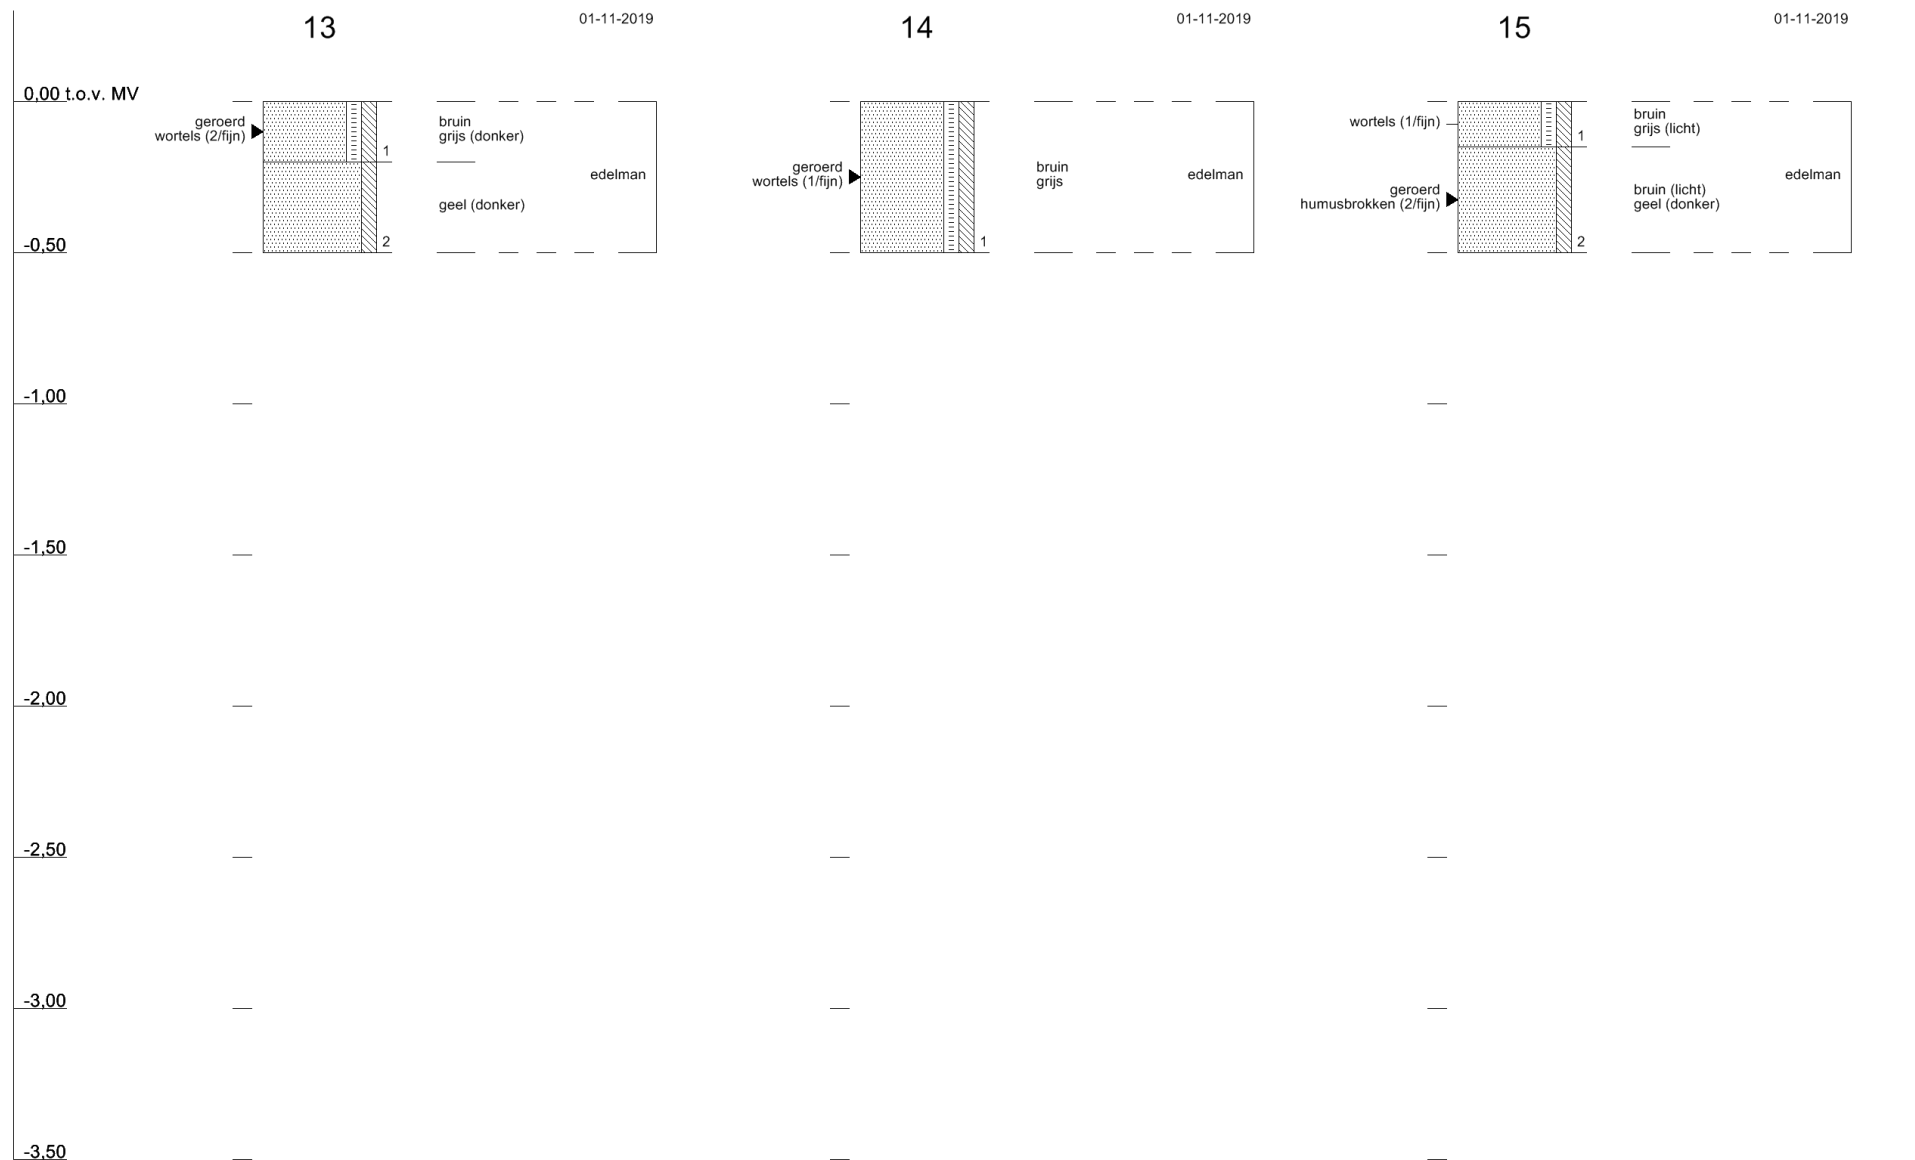 13
01-11-2019
14
01-11-2019
15
01-11-2019
0,00 t.o.v. MV
geroerd
wortels (2/fijn)
1
bruin
grijs (donker)
edelman
geel (donker)
2
geroerd
wortels (1/fijn)
bruin
grijs
edelman
1
wortels (1/fijn)
1
bruin
grijs (licht)
edelman
geroerd
humusbrokken (2/fijn)
bruin (licht)
geel (donker)
2
-0,50
-1,00
-1,50
-2,00
-2,50
-3,00
-3,50